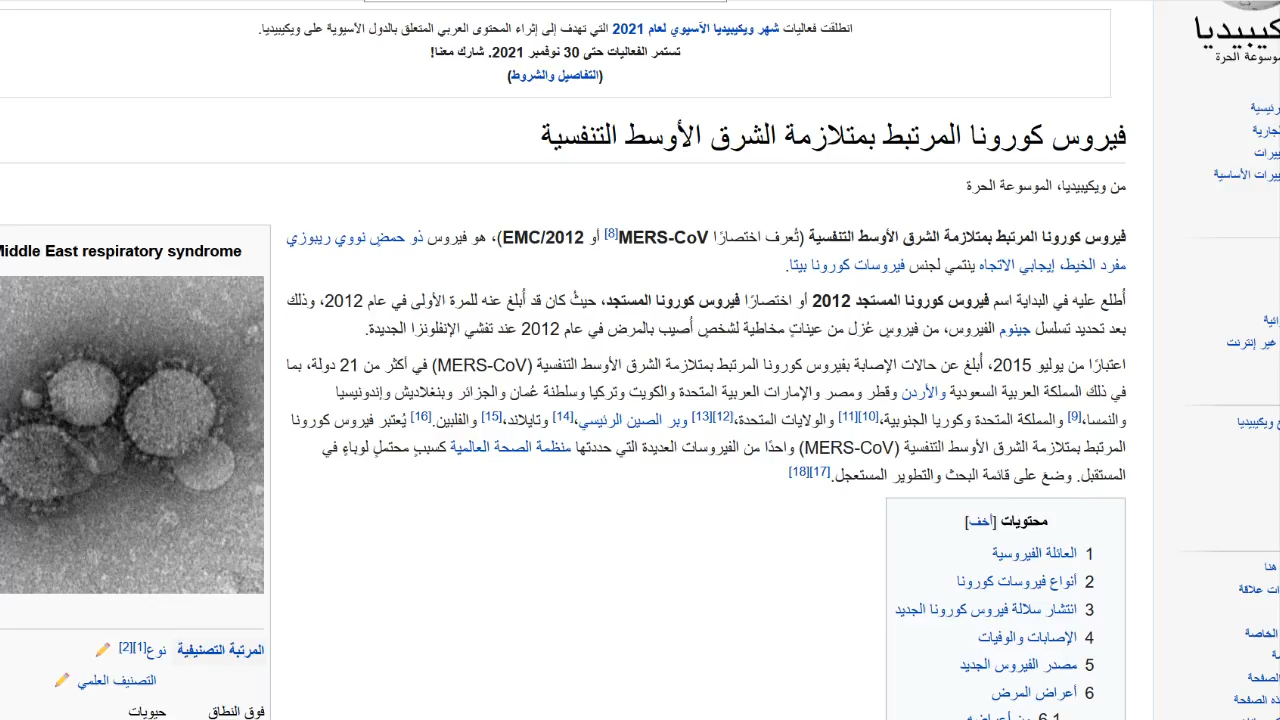 انطلقت فعاليات شهر ويكيبيديا الآسيوي لعام 2021 التي تهدف إلى إثراء المحتوى العربي المتعلق بالدول الآسيوية على ويكيبيديا.
تستمر الفعاليات حتى 30 نوفمبر 2021. شارك معنا!
(التفاصيل والشروط)
فيروس كورونا المرتبط بمتلازمة الشرق الأوسط التنفسية
من ويكيبيديا، الموسوعة الحرة
فيروس كورونا المرتبط بمتلازمة الشرق الأوسط التنفسية (تُعرف اختصارًا MERS-CoV[8] أو EMC/2012)، هو فيروس ذو حمضٍ نووي ريبوزي
مفرد الخيط، إيجابي الاتجاه ينتمي لجنس فيروسات كورونا بيتا.
أُطلع عليه في البداية اسم فيروس كورونا المستجد 2012 أو اختصارًا فيروس كورونا المستجد، حيثُ كان قد أُبلغ عنه للمرة الأولى في عام 2012، وذلك
بعد تحديد تسلسل جينوم الفيروس، من فيروسٍ عُزل من عيناتٍ مخاطية لشخصٍ أُصيب بالمرض في عام 2012 عند تفشي الإنفلونزا الجديدة.
اعتبارًا من يوليو 2015، أُبلغ عن حالات الإصابة بفيروس كورونا المرتبط بمتلازمة الشرق الأوسط التنفسية (MERS-CoV) في أكثر من 21 دولة، بما
في ذلك المملكة العربية السعودية والأردن وقطر ومصر والإمارات العربية المتحدة والكويت وتركيا وسلطنة عُمان والجزائر وبنغلاديش وإندونيسيا
والنمسا،[9] والمملكة المتحدة وكوريا الجنوبية،[10][11] والولايات المتحدة،[12][13] وبر الصين الرئيسي،[14] وتايلاند،[15] والفلبين.[16] يُعتبر فيروس كورونا
المرتبط بمتلازمة الشرق الأوسط التنفسية (MERS-CoV) واحدًا من الفيروسات العديدة التي حددتها منظمة الصحة العالمية كسببٍ محتملٍ لوباءٍ في
المستقبل. وضعَ على قائمة البحث والتطوير المستعجل.[17][18]
محتويات [أخف]
1 العائلة الفيروسية
2 أنواع فيروسات كورونا
3 انتشار سلالة فيروس كورونا الجديد
4 الإصابات والوفيات
5 مصدر الفيروس الجديد
6 أعراض المرض
6.1 من أعراضه
Middle East respiratory syndrome
المرتبة التصنيفية نوع[1][2]
التصنيف العلمي
فوق النطاق حيويات
الحرة
الأساسية
غير إنترنت
ويكيبيديا
هنا
علاقة
الخاصة
الصفحة
الصفحة